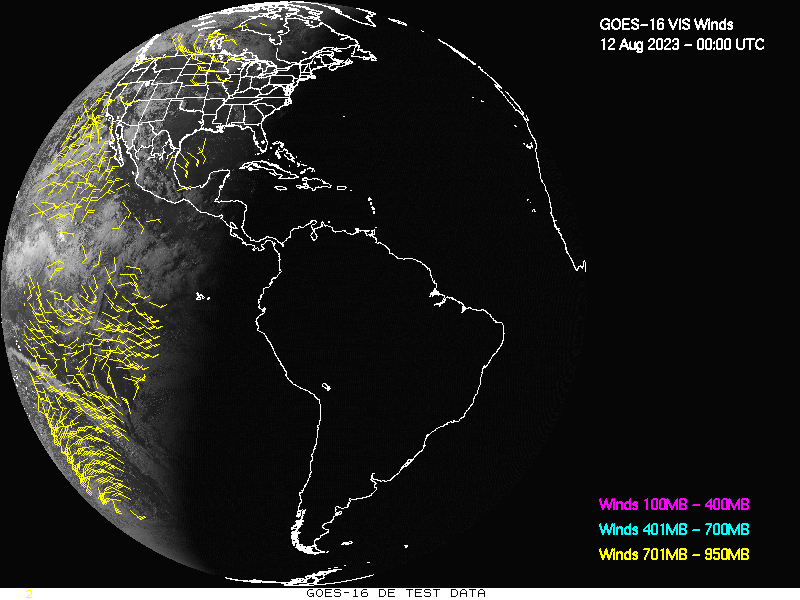 GOES-16 VIS Winds
12 Aug 2023 - 00:00 UTC
Winds 100MB - 400MB
Winds 401MB - 700MB
Winds 701MB - 950MB
2 GOES-16 DE TEST DATA